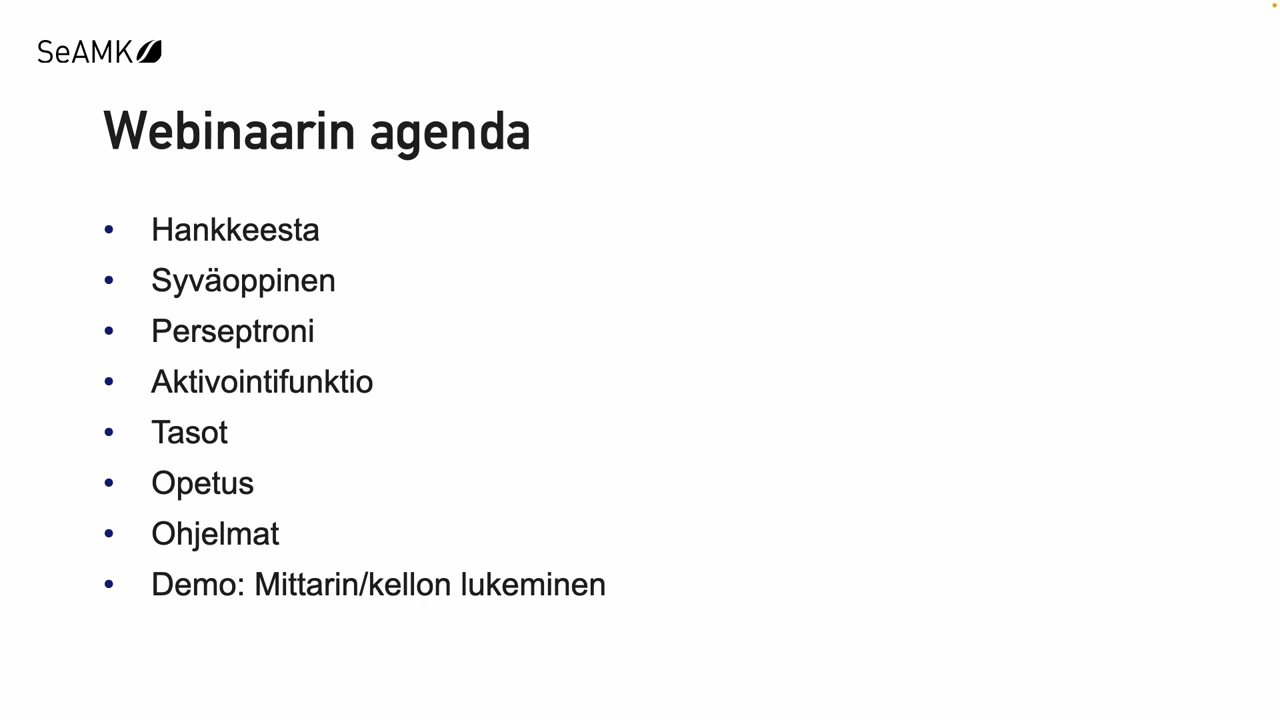 SeAMK
Webinaarin agenda
• Hankkeesta
• Syväoppinen
• Perseptroni
• Aktivointifunktio
• Tasot
• Opetus
• Ohjelmat
• Demo: Mittarin/kellon lukeminen